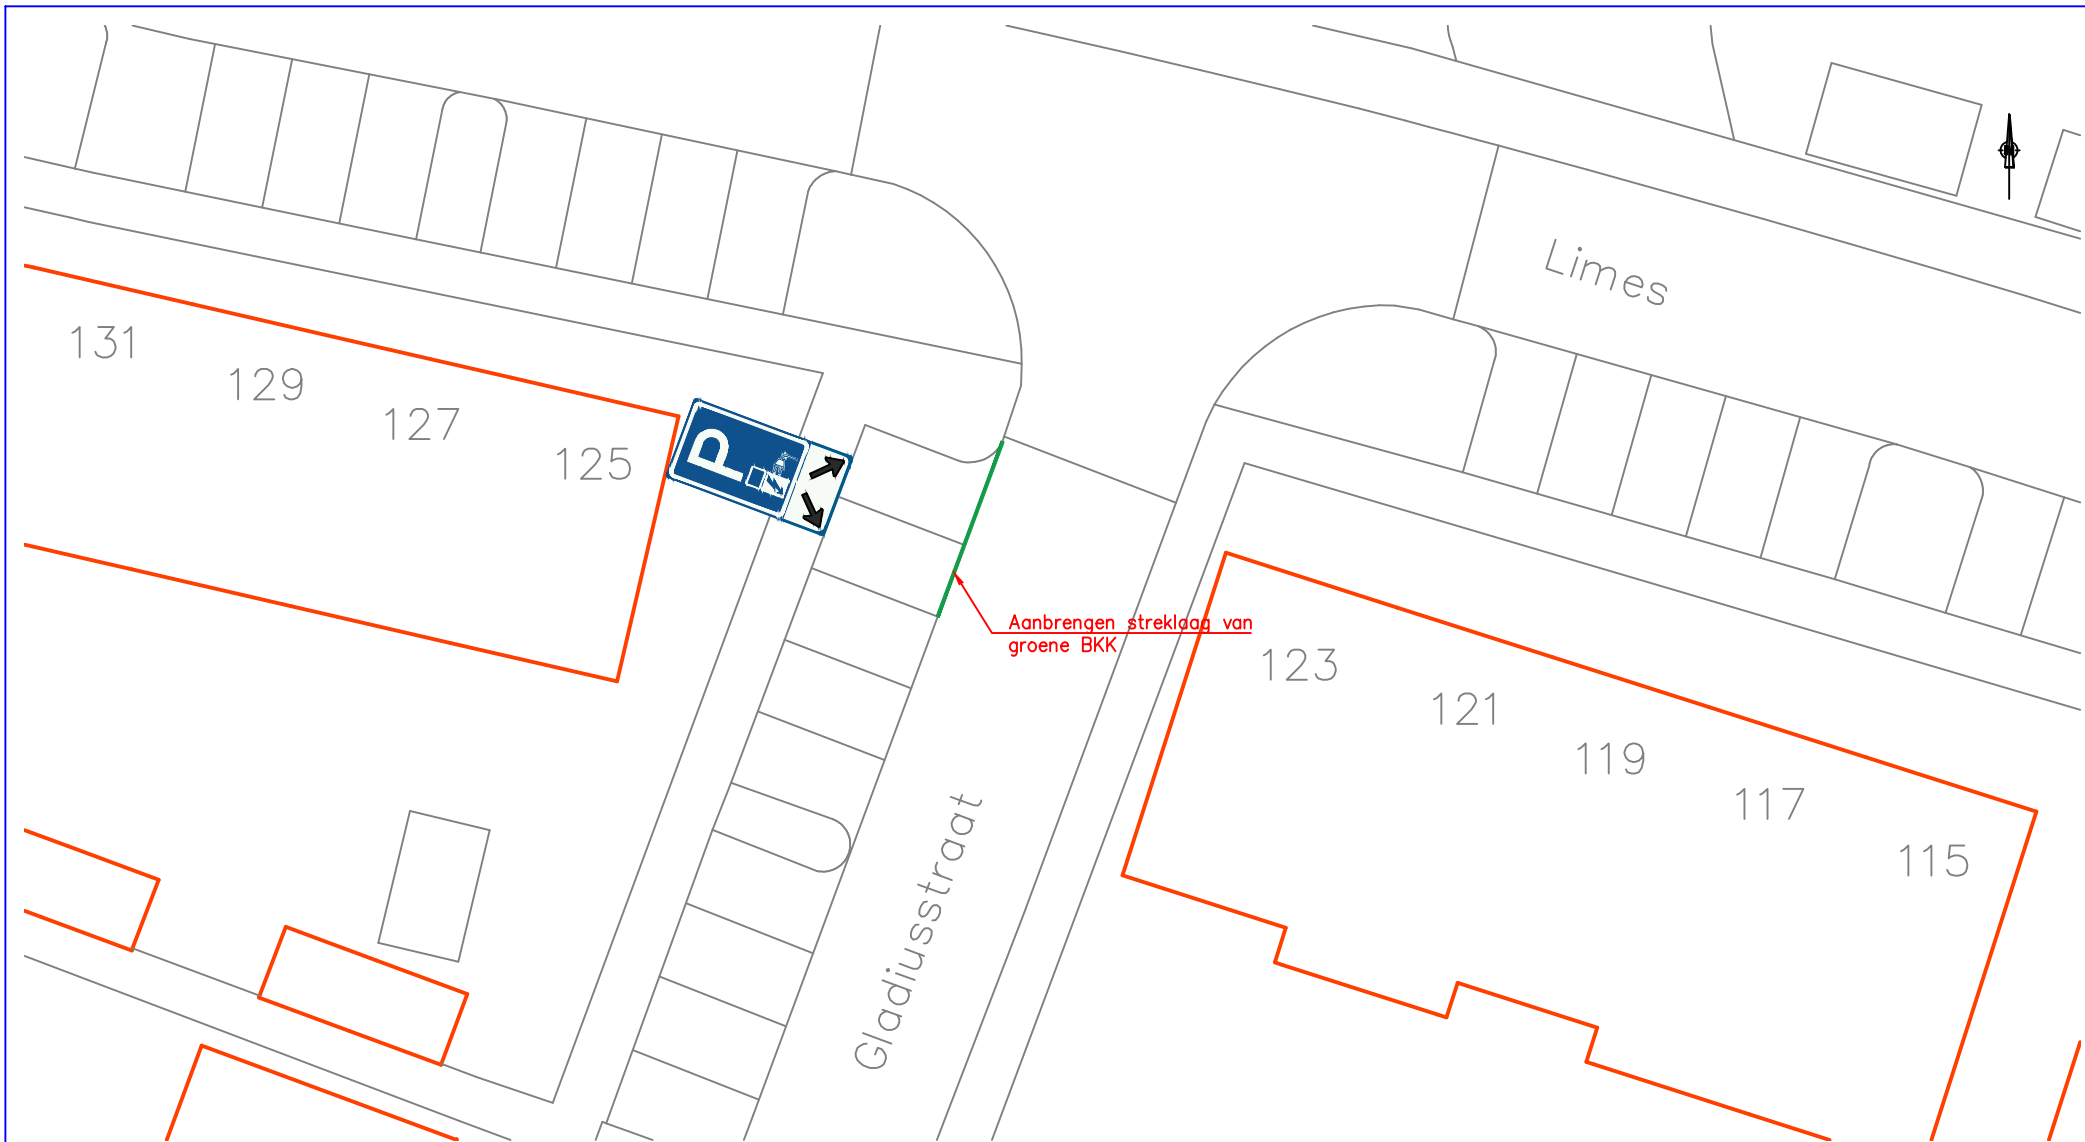 Limes
131
129
127
125
P
Aanbrengen streklaag van
groene BKK
123
121
119
117
115
Gladiusstraat